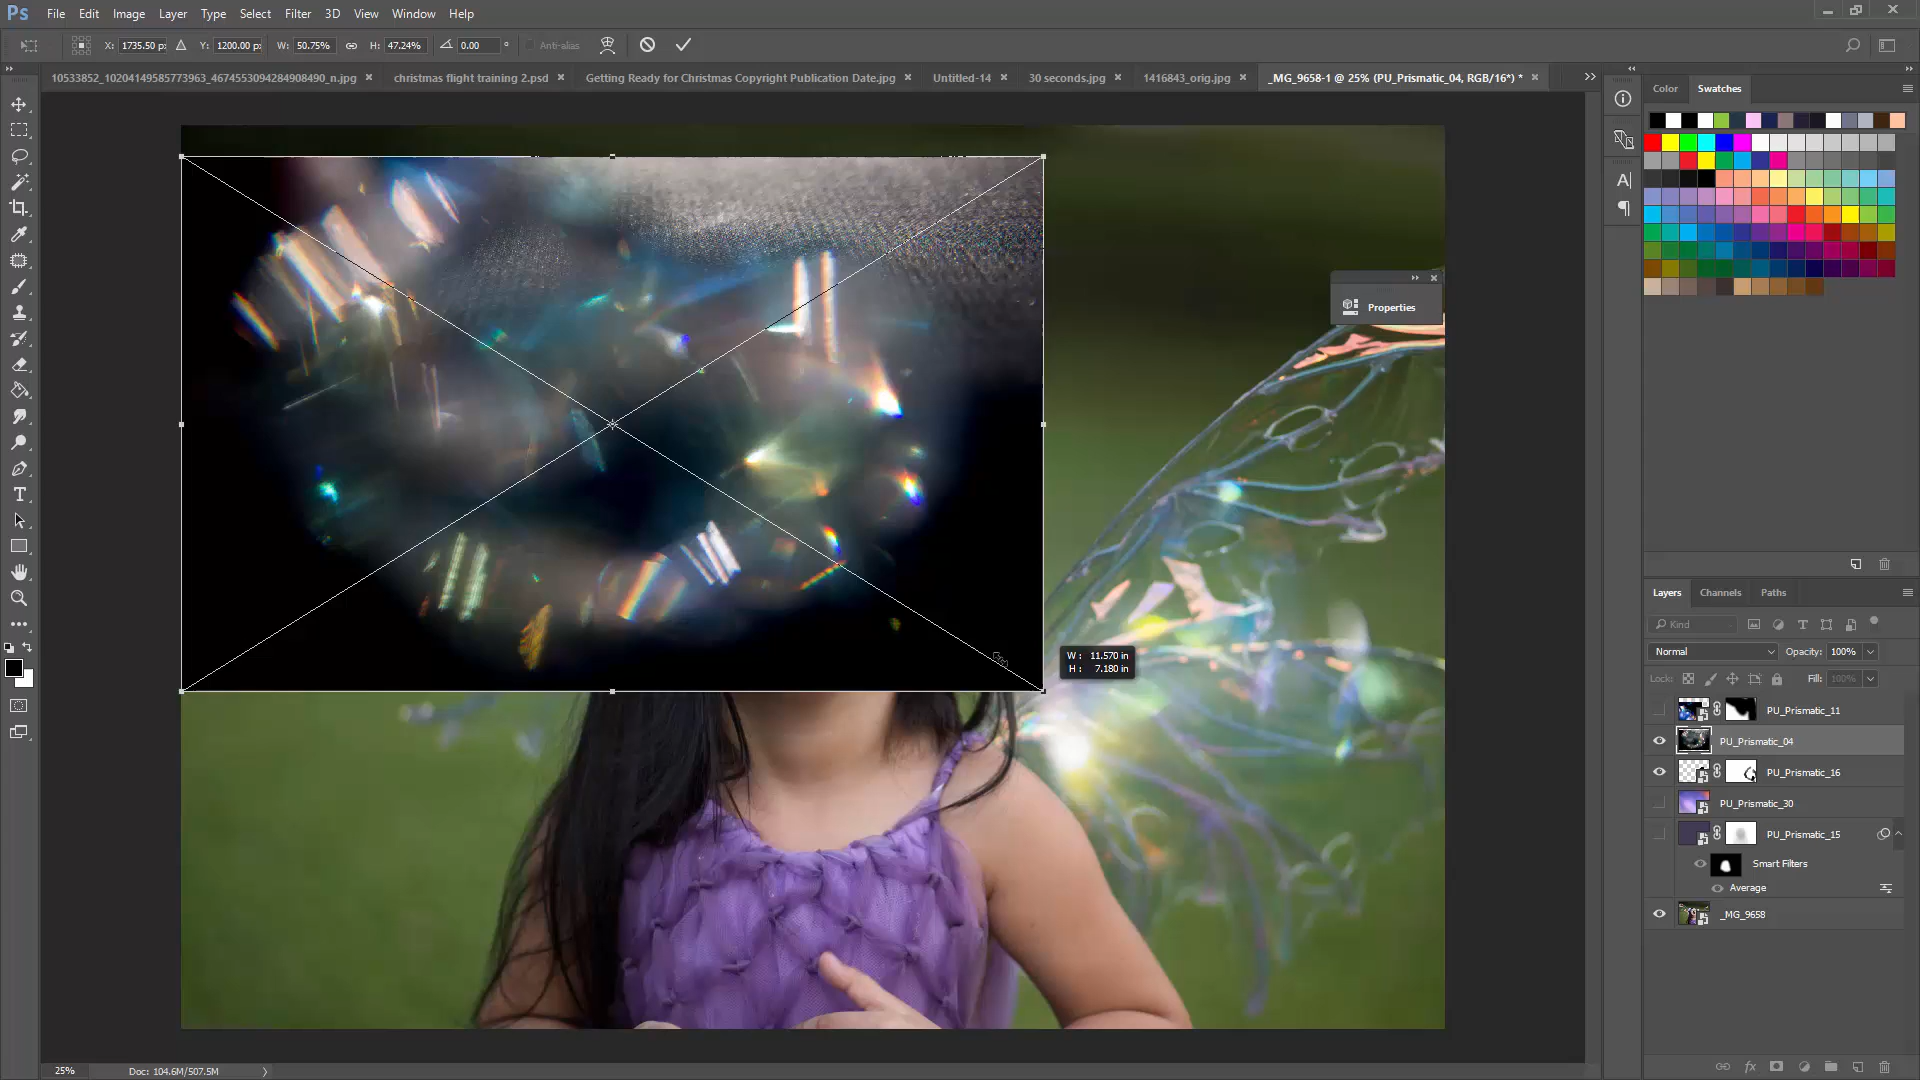 Ps File Edit Image Layer Type Select Filter 3D View Window Help
X: 1735.50 px Y: 1200.00 px W: 50.75% H: 47.24% 0.00 ° Anti-alias
10533852_10204149585773963_4674553094284908490_n.jpg × christmas flight training 2.psd × Getting Ready for Christmas Copyright Publication Date.jpg × Untitled-14 × 30 seconds.jpg × 1416843_orig.jpg × _MG_9658-1 @ 25% (PU_Prismatic_04, RGB/16*) * ×
Color Swatches
Properties
W: 11.570 in
H: 7.180 in
Layers Channels Paths
Kind
Normal Opacity: 100%
Lock: Fill: 100%
PU_Prismatic_11
PU_Prismatic_04
PU_Prismatic_16
PU_Prismatic_30
PU_Prismatic_15
Smart Filters
Average
_MG_9658
25% Doc: 104.6M/507.5M